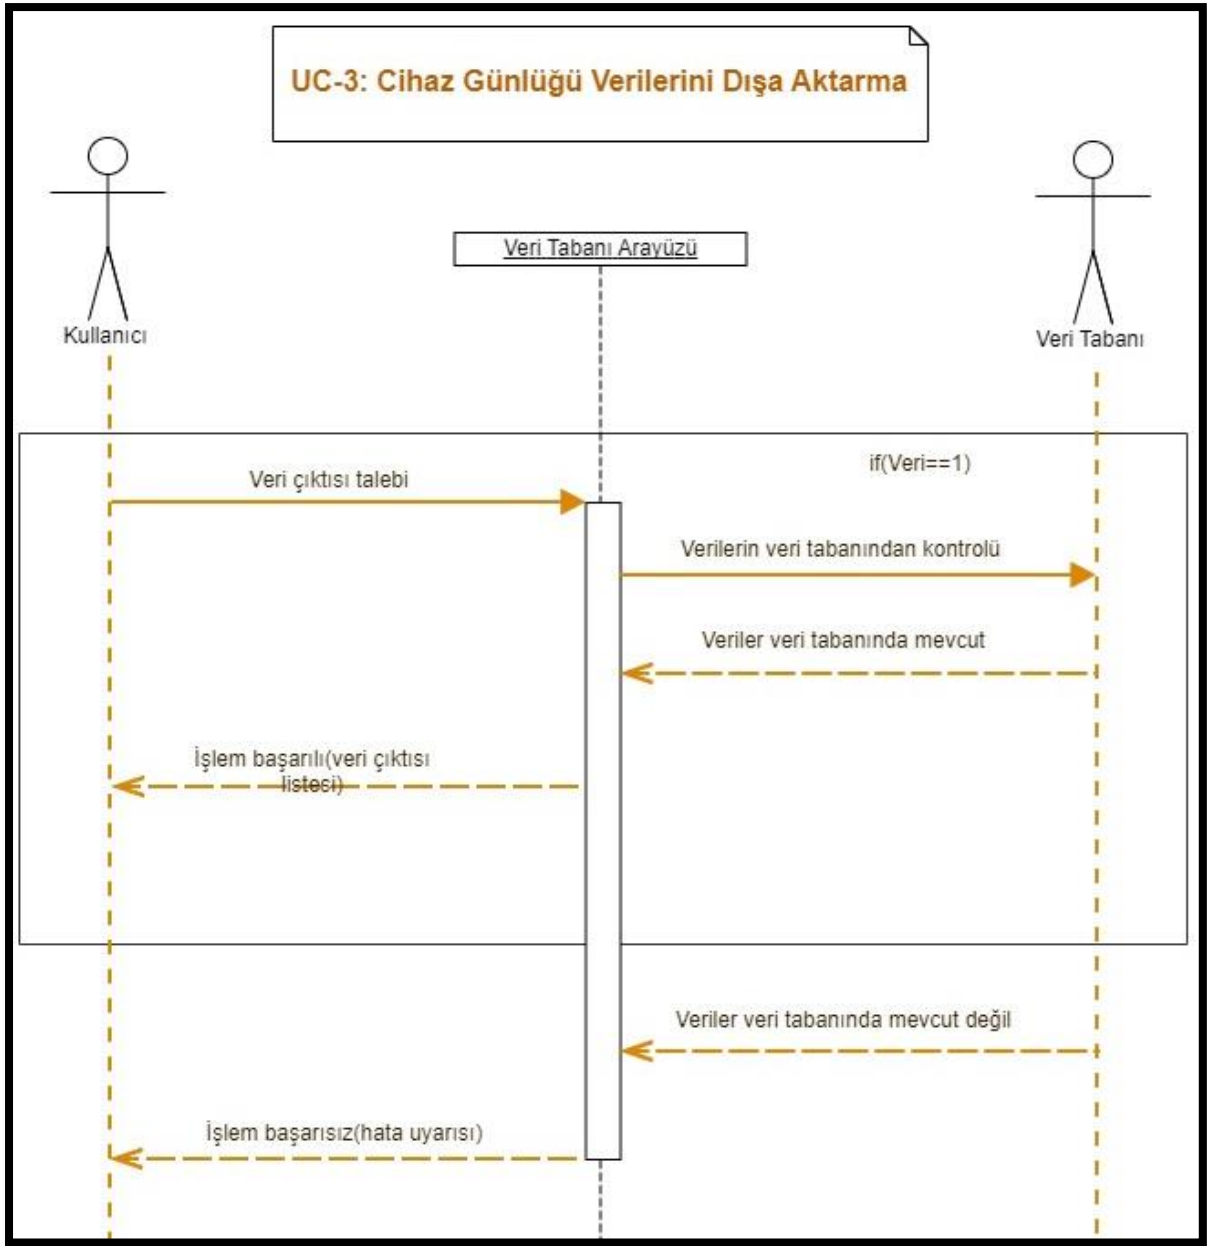 UC-3: Cihaz Günlüğü Verilerini Dışa Aktarma
Veri Tabanı Arayüzü
Kullanıcı
Veri Tabanı
if(Veri==1)
Veri çıktısı talebi
Verilerin veri tabanından kontrolü
Veriler veri tabanında mevcut
İşlem başarılı(veri çıktısı
listesi)
Veriler veri tabanında mevcut değil
İşlem başarısız(hata uyarısı)